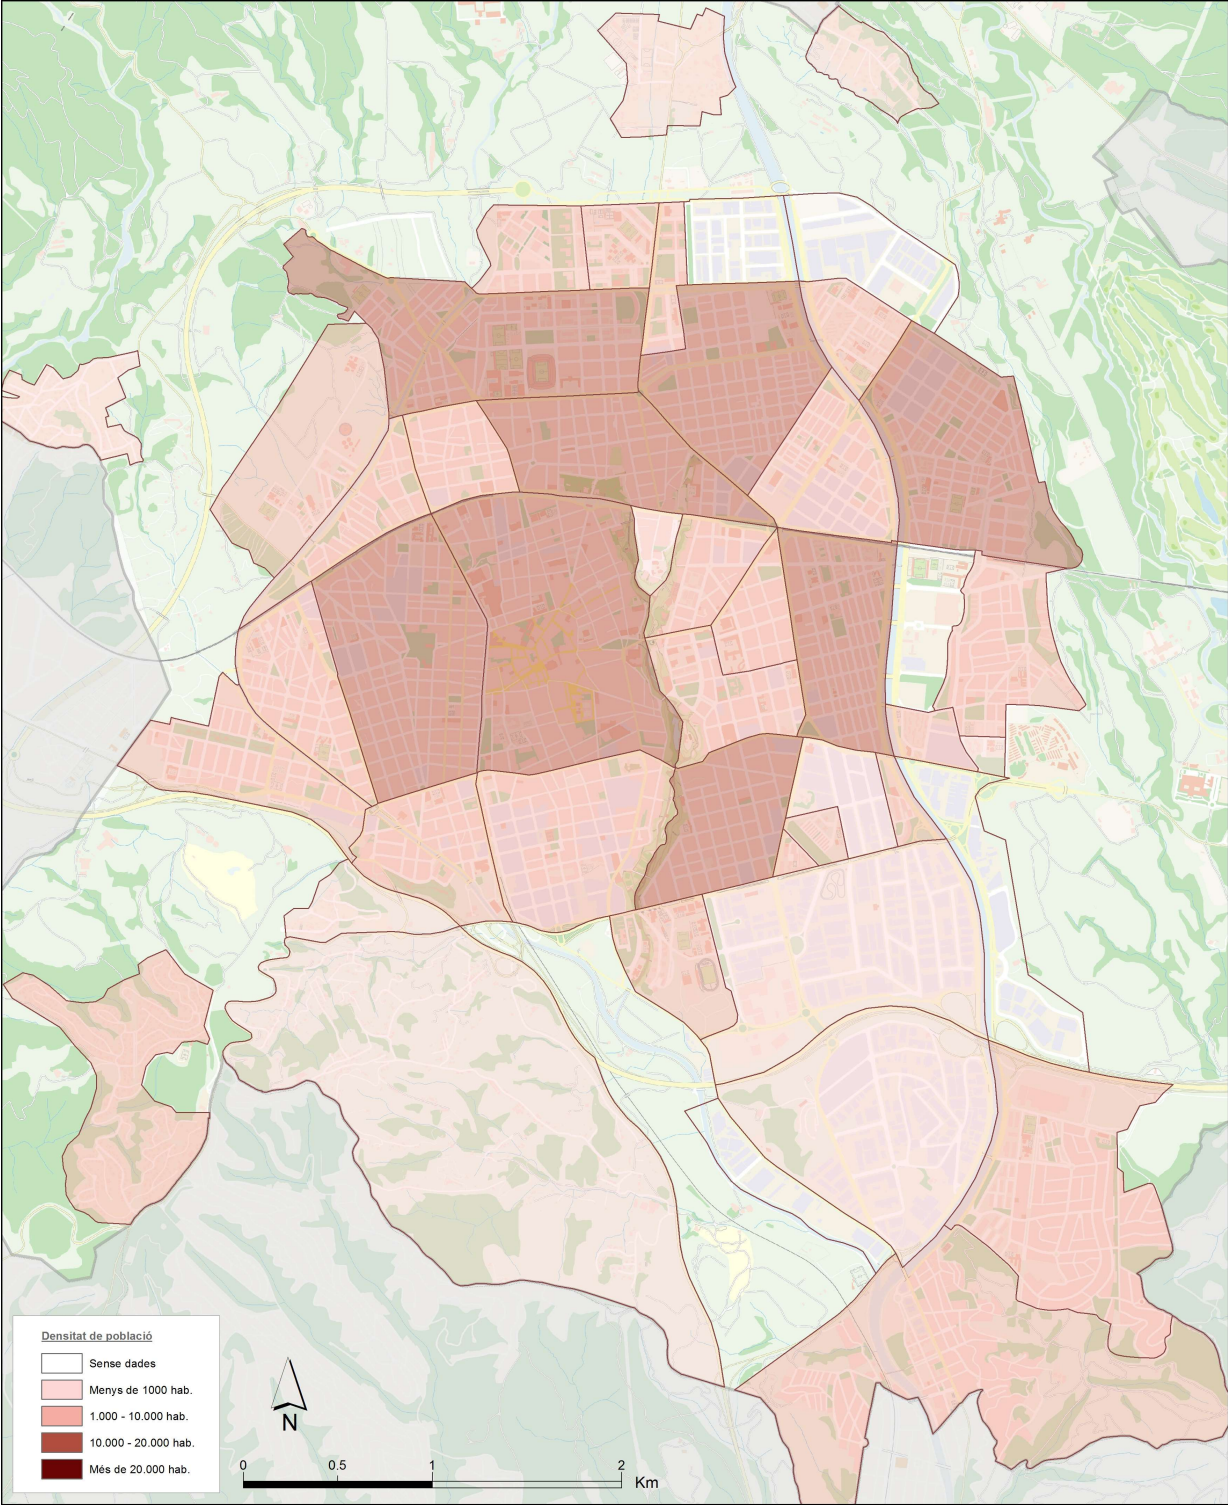 Densitat de població
Sense dades
Menys de 1000 hab.
1.000 - 10.000 hab.
10.000 - 20.000 hab.
Més de 20.000 hab.
N
0 0.5 1 2
Km